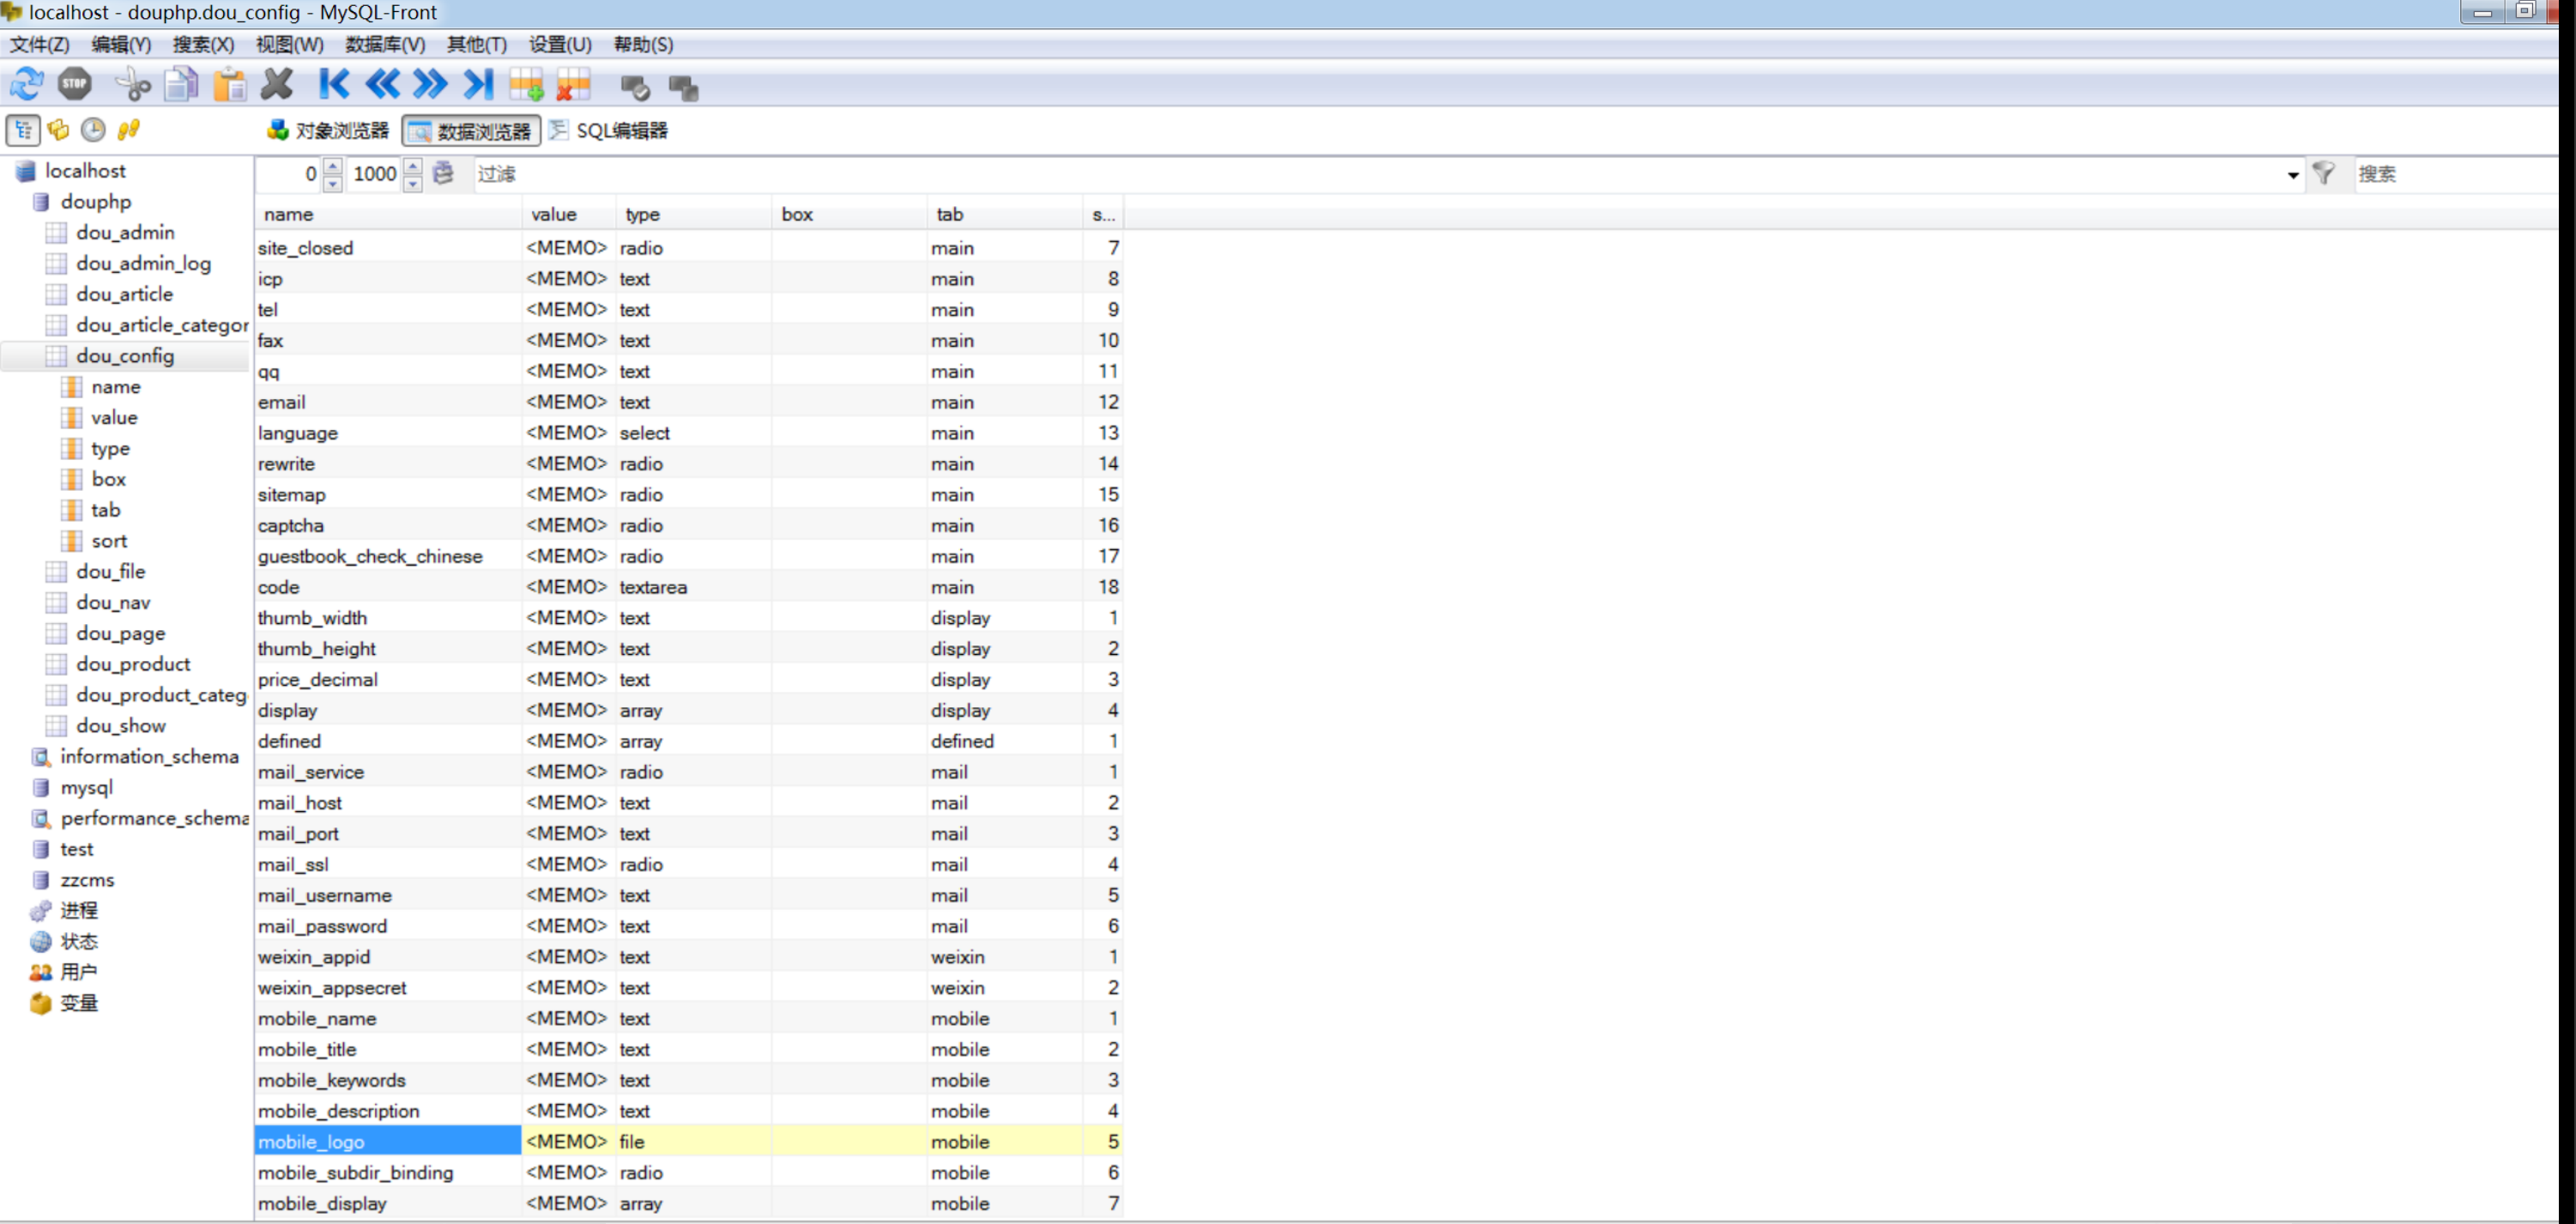 localhost - douphp.dou_config - MySQL-Front
文件(Z) 编辑(Y) 搜索(X) 视图(W) 数据库(V) 其他(T) 设置(U) 帮助(S)
STOP
对象浏览器 数据浏览器 SQL编辑器
localhost
douphp
dou_admin
dou_admin_log
dou_article
dou_article_categor
dou_config
name
value
type
box
tab
sort
dou_file
dou_nav
dou_page
dou_product
dou_product_categ
dou_show
information_schema
mysql
performance_schema
test
zzcms
进程
状态
用户
变量
0 1000 过滤 搜索
name value type box tab s...
site_closed <MEMO> radio main 7
icp <MEMO> text main 8
tel <MEMO> text main 9
fax <MEMO> text main 10
qq <MEMO> text main 11
email <MEMO> text main 12
language <MEMO> select main 13
rewrite <MEMO> radio main 14
sitemap <MEMO> radio main 15
captcha <MEMO> radio main 16
guestbook_check_chinese <MEMO> radio main 17
code <MEMO> textarea main 18
thumb_width <MEMO> text display 1
thumb_height <MEMO> text display 2
price_decimal <MEMO> text display 3
display <MEMO> array display 4
defined <MEMO> array defined 1
mail_service <MEMO> radio mail 1
mail_host <MEMO> text mail 2
mail_port <MEMO> text mail 3
mail_ssl <MEMO> radio mail 4
mail_username <MEMO> text mail 5
mail_password <MEMO> text mail 6
weixin_appid <MEMO> text weixin 1
weixin_appsecret <MEMO> text weixin 2
mobile_name <MEMO> text mobile 1
mobile_title <MEMO> text mobile 2
mobile_keywords <MEMO> text mobile 3
mobile_description <MEMO> text mobile 4
mobile_logo <MEMO> file mobile 5
mobile_subdir_binding <MEMO> radio mobile 6
mobile_display <MEMO> array mobile 7